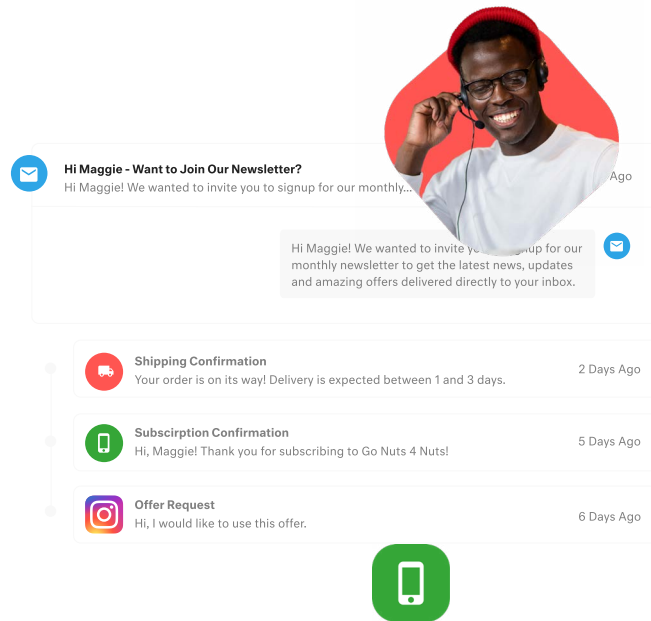 Hi Maggie - Want to Join Our Newsletter?
Hi Maggie! We wanted to invite you to signup for our monthly...
Ago
Hi Maggie! We wanted to invite up for our
monthly newsletter to get the latest news, updates
and amazing offers delivered directly to your inbox.
Shipping Confirmation
Your order is on its way! Delivery is expected between 1 and 3 days.
2 Days Ago
Subscirption Confirmation
Hi, Maggie! Thank you for subscribing to Go Nuts 4 Nuts!
5 Days Ago
Offer Request
Hi, I would like to use this offer.
6 Days Ago